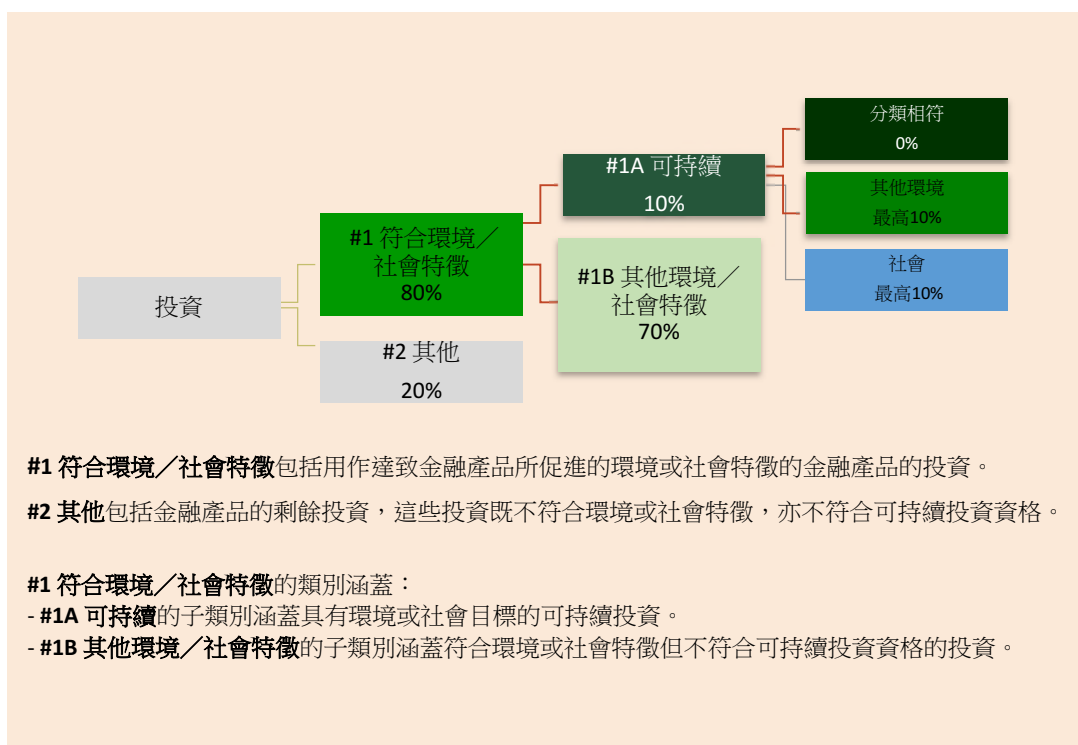 投資
#1 符合環境／
社會特徵
80%
#2 其他
20%
#1A 可持續
10%
#1B 其他環境／
社會特徵
70%
分類相符
0%
其他環境
最高10%
社會
最高10%
#1 符合環境／社會特徵包括用作達致金融產品所促進的環境或社會特徵的金融產品的投資。
#2 其他包括金融產品的剩餘投資，這些投資既不符合環境或社會特徵，亦不符合可持續投資資格。
#1 符合環境／社會特徵的類別涵蓋：
- #1A 可持續的子類別涵蓋具有環境或社會目標的可持續投資。
- #1B 其他環境／社會特徵的子類別涵蓋符合環境或社會特徵但不符合可持續投資資格的投資。